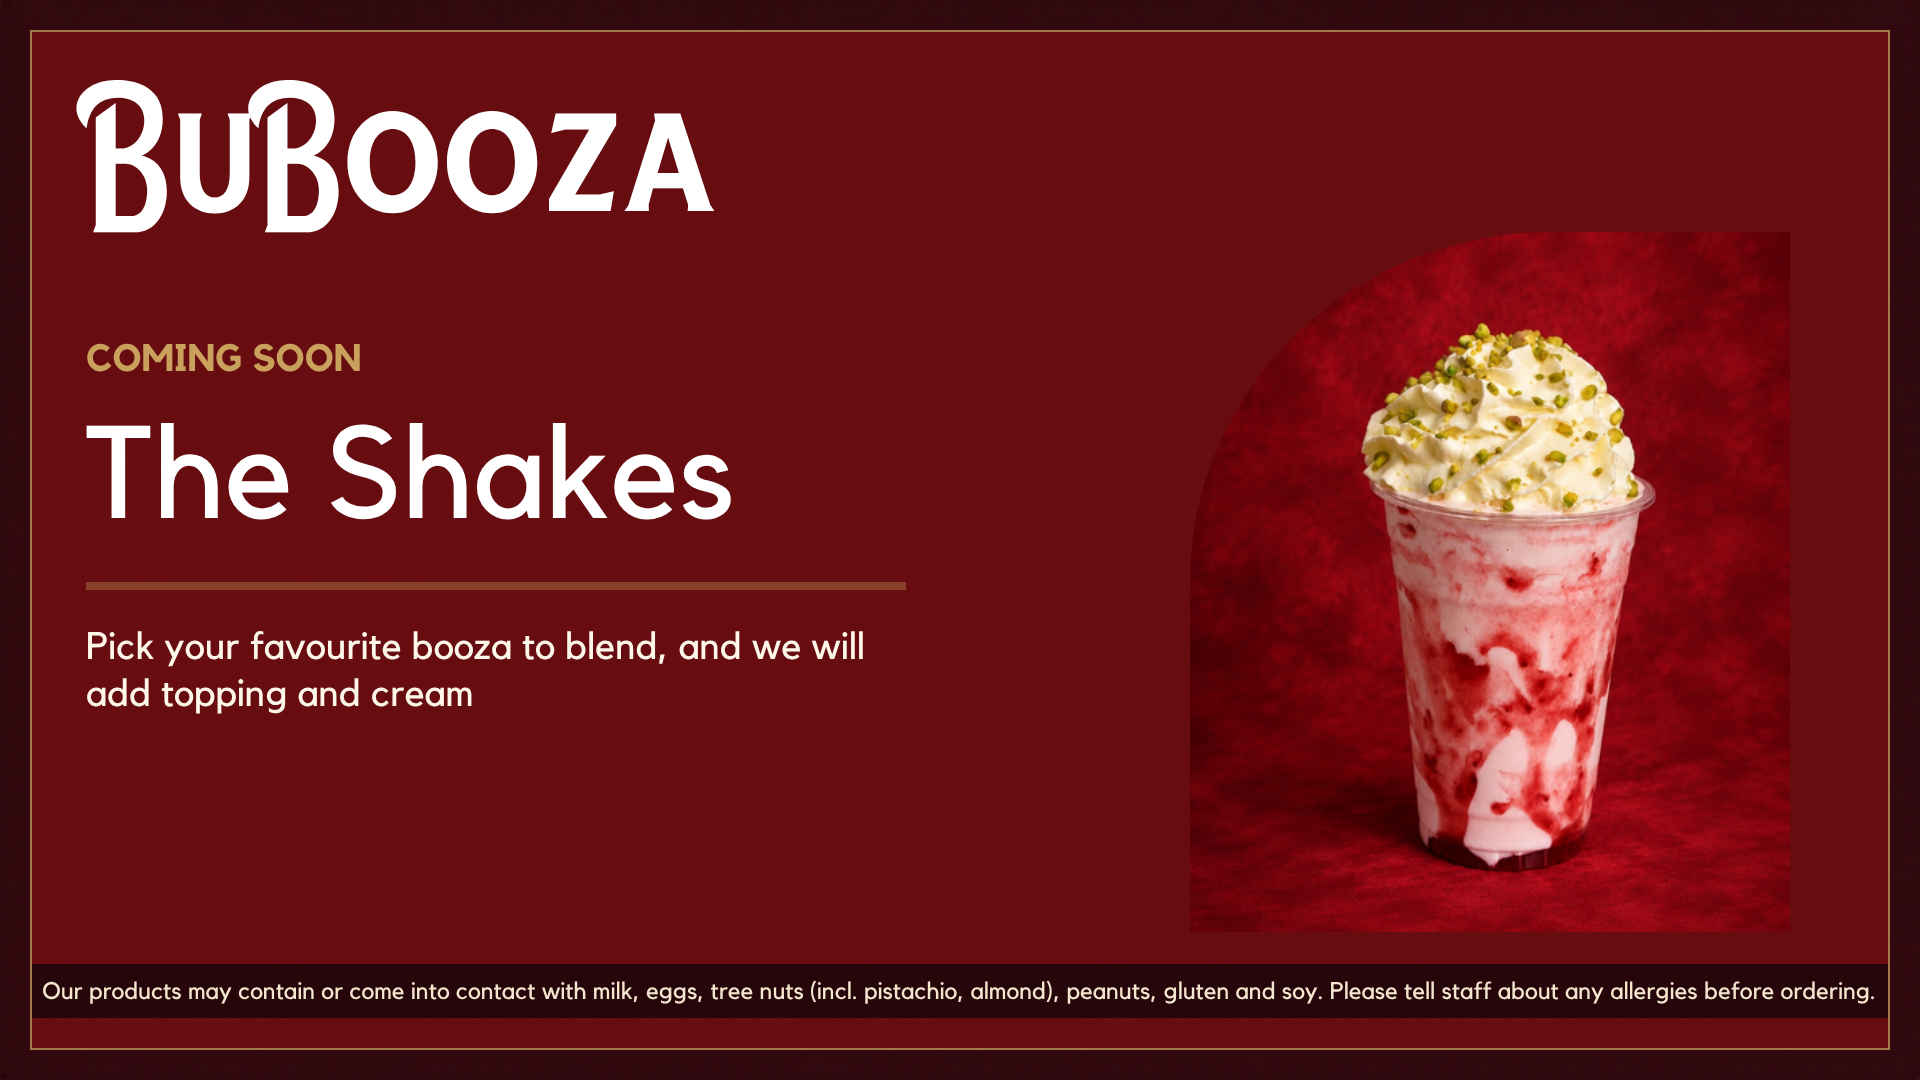 BUBOOZA
COMING SOON
The Shakes
Pick your favourite booza to blend, and we will
add topping and cream
Our products may contain or come into contact with milk, eggs, tree nuts (incl. pistachio, almond), peanuts, gluten and soy. Please tell staff about any allergies before ordering.